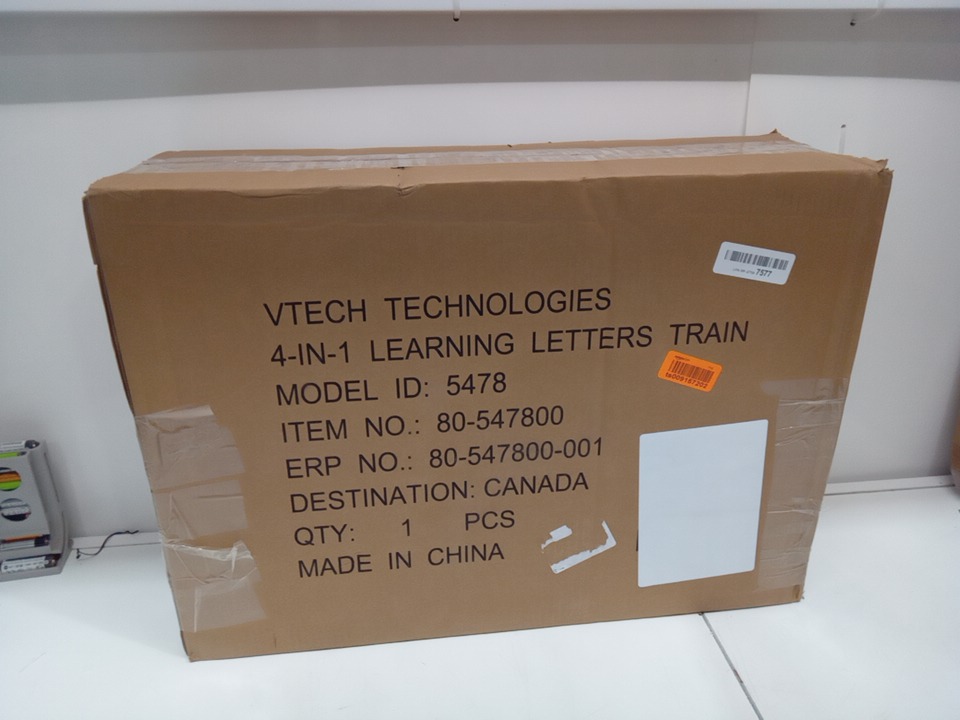 VTECH TECHNOLOGIES
4-IN-1 LEARNING LETTERS TRAIN
MODEL ID: 5478
ITEM NO.: 80-547800
ERP NO.: 80-547800-001
DESTINATION: CANADA
QTY: 1 PCS
MADE IN CHINA
7577